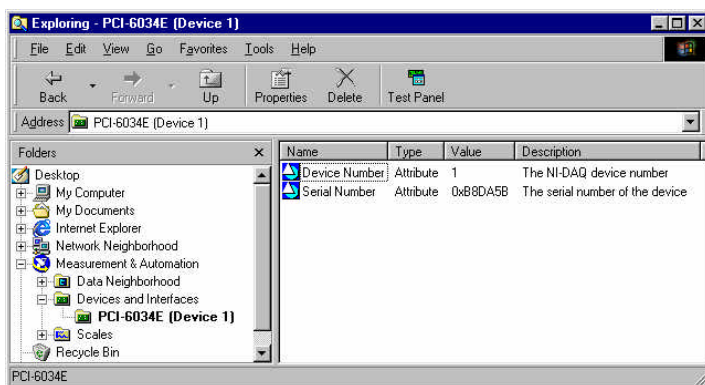 Exploring - PCI-6034E (Device 1)
File Edit View Go Favorites Tools Help
Back Forward Up Properties Delete Test Panel
Address PCI-6034E (Device 1)
Folders
Desktop
My Computer
My Documents
Internet Explorer
Network Neighborhood
Measurement & Automation
Data Neighborhood
Devices and Interfaces
PCI-6034E (Device 1)
Scales
Recycle Bin
Name Type Value Description
Device Number Attribute 1 The NI-DAQ device number
Serial Number Attribute 0xB8DA5B The serial number of the device
PCI-6034E